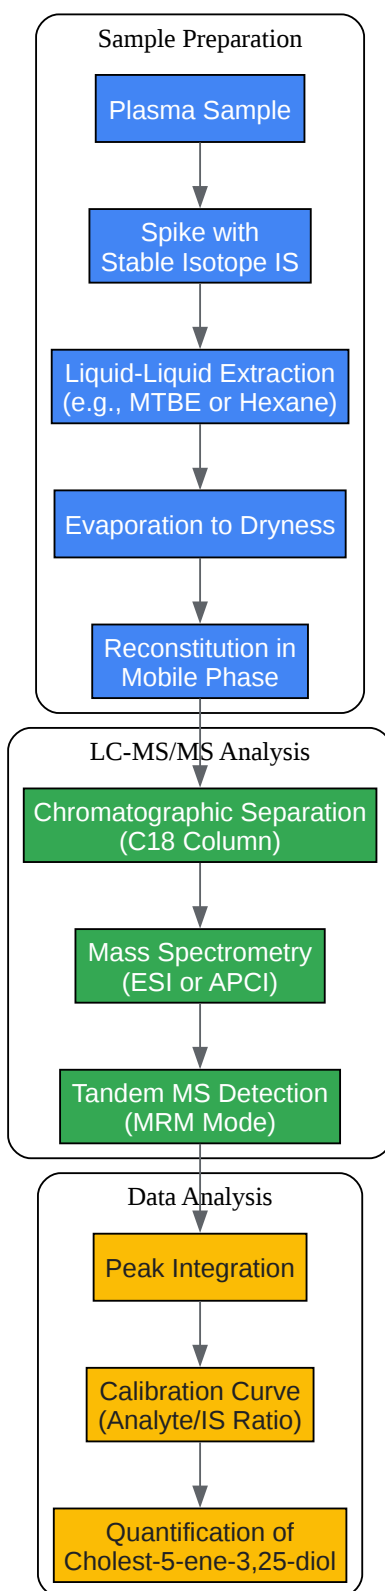 Sample Preparation
Plasma Sample
Spike with
Stable Isotope IS
Liquid-Liquid Extraction
(e.g., MTBE or Hexane)
Evaporation to Dryness
Reconstitution in
Mobile Phase
LC-MS/MS Analysis
Chromatographic Separation
(C18 Column)
Mass Spectrometry
(ESI or APCI)
Tandem MS Detection
(MRM Mode)
Data Analysis
Peak Integration
Calibration Curve
(Analyte/IS Ratio)
Quantification of
Cholest-5-ene-3,25-diol